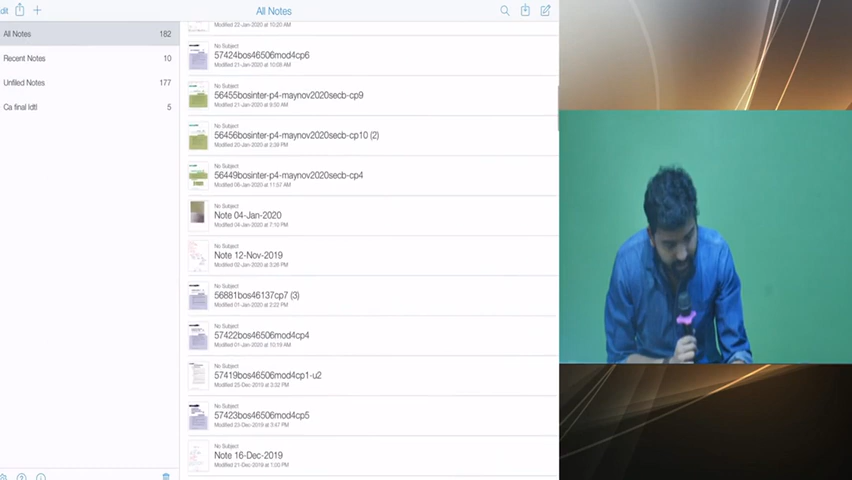 dit
All Notes
All Notes 182
Recent Notes 10
Unfiled Notes 177
Ca final Idtl 5
Modified 22-Jan-2020 at 10:20 AM
No Subject
57424bos46506mod4cp6
Modified 21-Jan-2020 at 10:08 AM
No Subject
56455bosinter-p4-maynov2020secb-cp9
Modified 21-Jan-2020 at 9:50 AM
No Subject
56456bosinter-p4-maynov2020secb-cp10 (2)
Modified 20-Jan-2020 at 2:39 PM
No Subject
56449bosinter-p4-maynov2020secb-cp4
Modified 06-Jan-2020 at 11:57 AM
No Subject
Note 04-Jan-2020
Modified 04-Jan-2020 at 7:10 PM
No Subject
Note 12-Nov-2019
Modified 02-Jan-2020 at 3:26 PM
No Subject
56881bos46137cp7 (3)
Modified 01-Jan-2020 at 2:22 PM
No Subject
57422bos46506mod4cp4
Modified 01-Jan-2020 at 10:19 AM
No Subject
57419bos46506mod4cp1-u2
Modified 25-Dec-2019 at 2:32 PM
No Subject
57423bos46506mod4cp5
Modified 23-Dec-2019 at 3:47 PM
No Subject
Note 16-Dec-2019
Modified 21-Dec-2019 at 1:00 PM